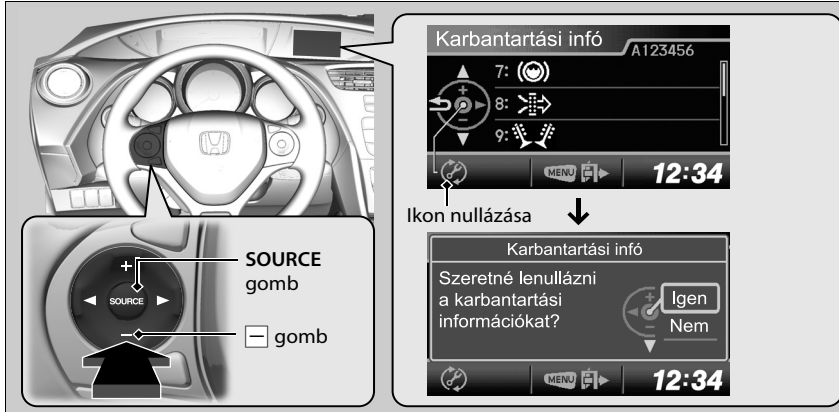 Karbantartási infó
A123456
7:
+
8:
−
9:
MENU
12:34
Ikon nullázása
Karbantartási infó
Szeretné lenullázni
a karbantartási
információkat?
+
−
Igen
Nem
MENU
12:34
+
SOURCE
−
SOURCE
gomb
− gomb